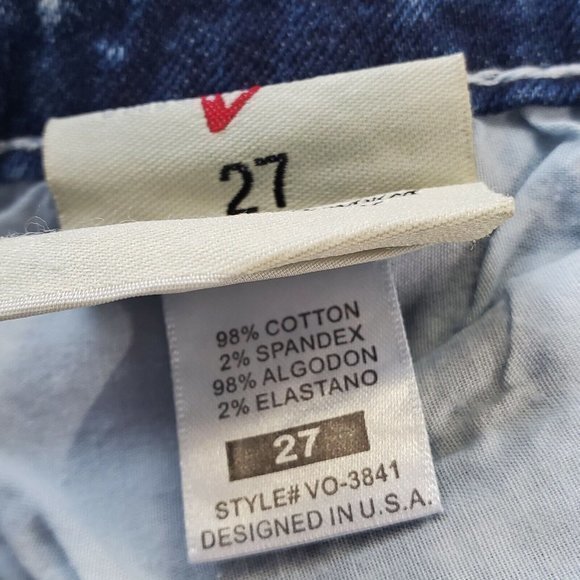 27
98% COTTON
2% SPANDEX
98% ALGODON
2% ELASTANO
27
STYLE# VO-3841
DESIGNED IN U.S.A.